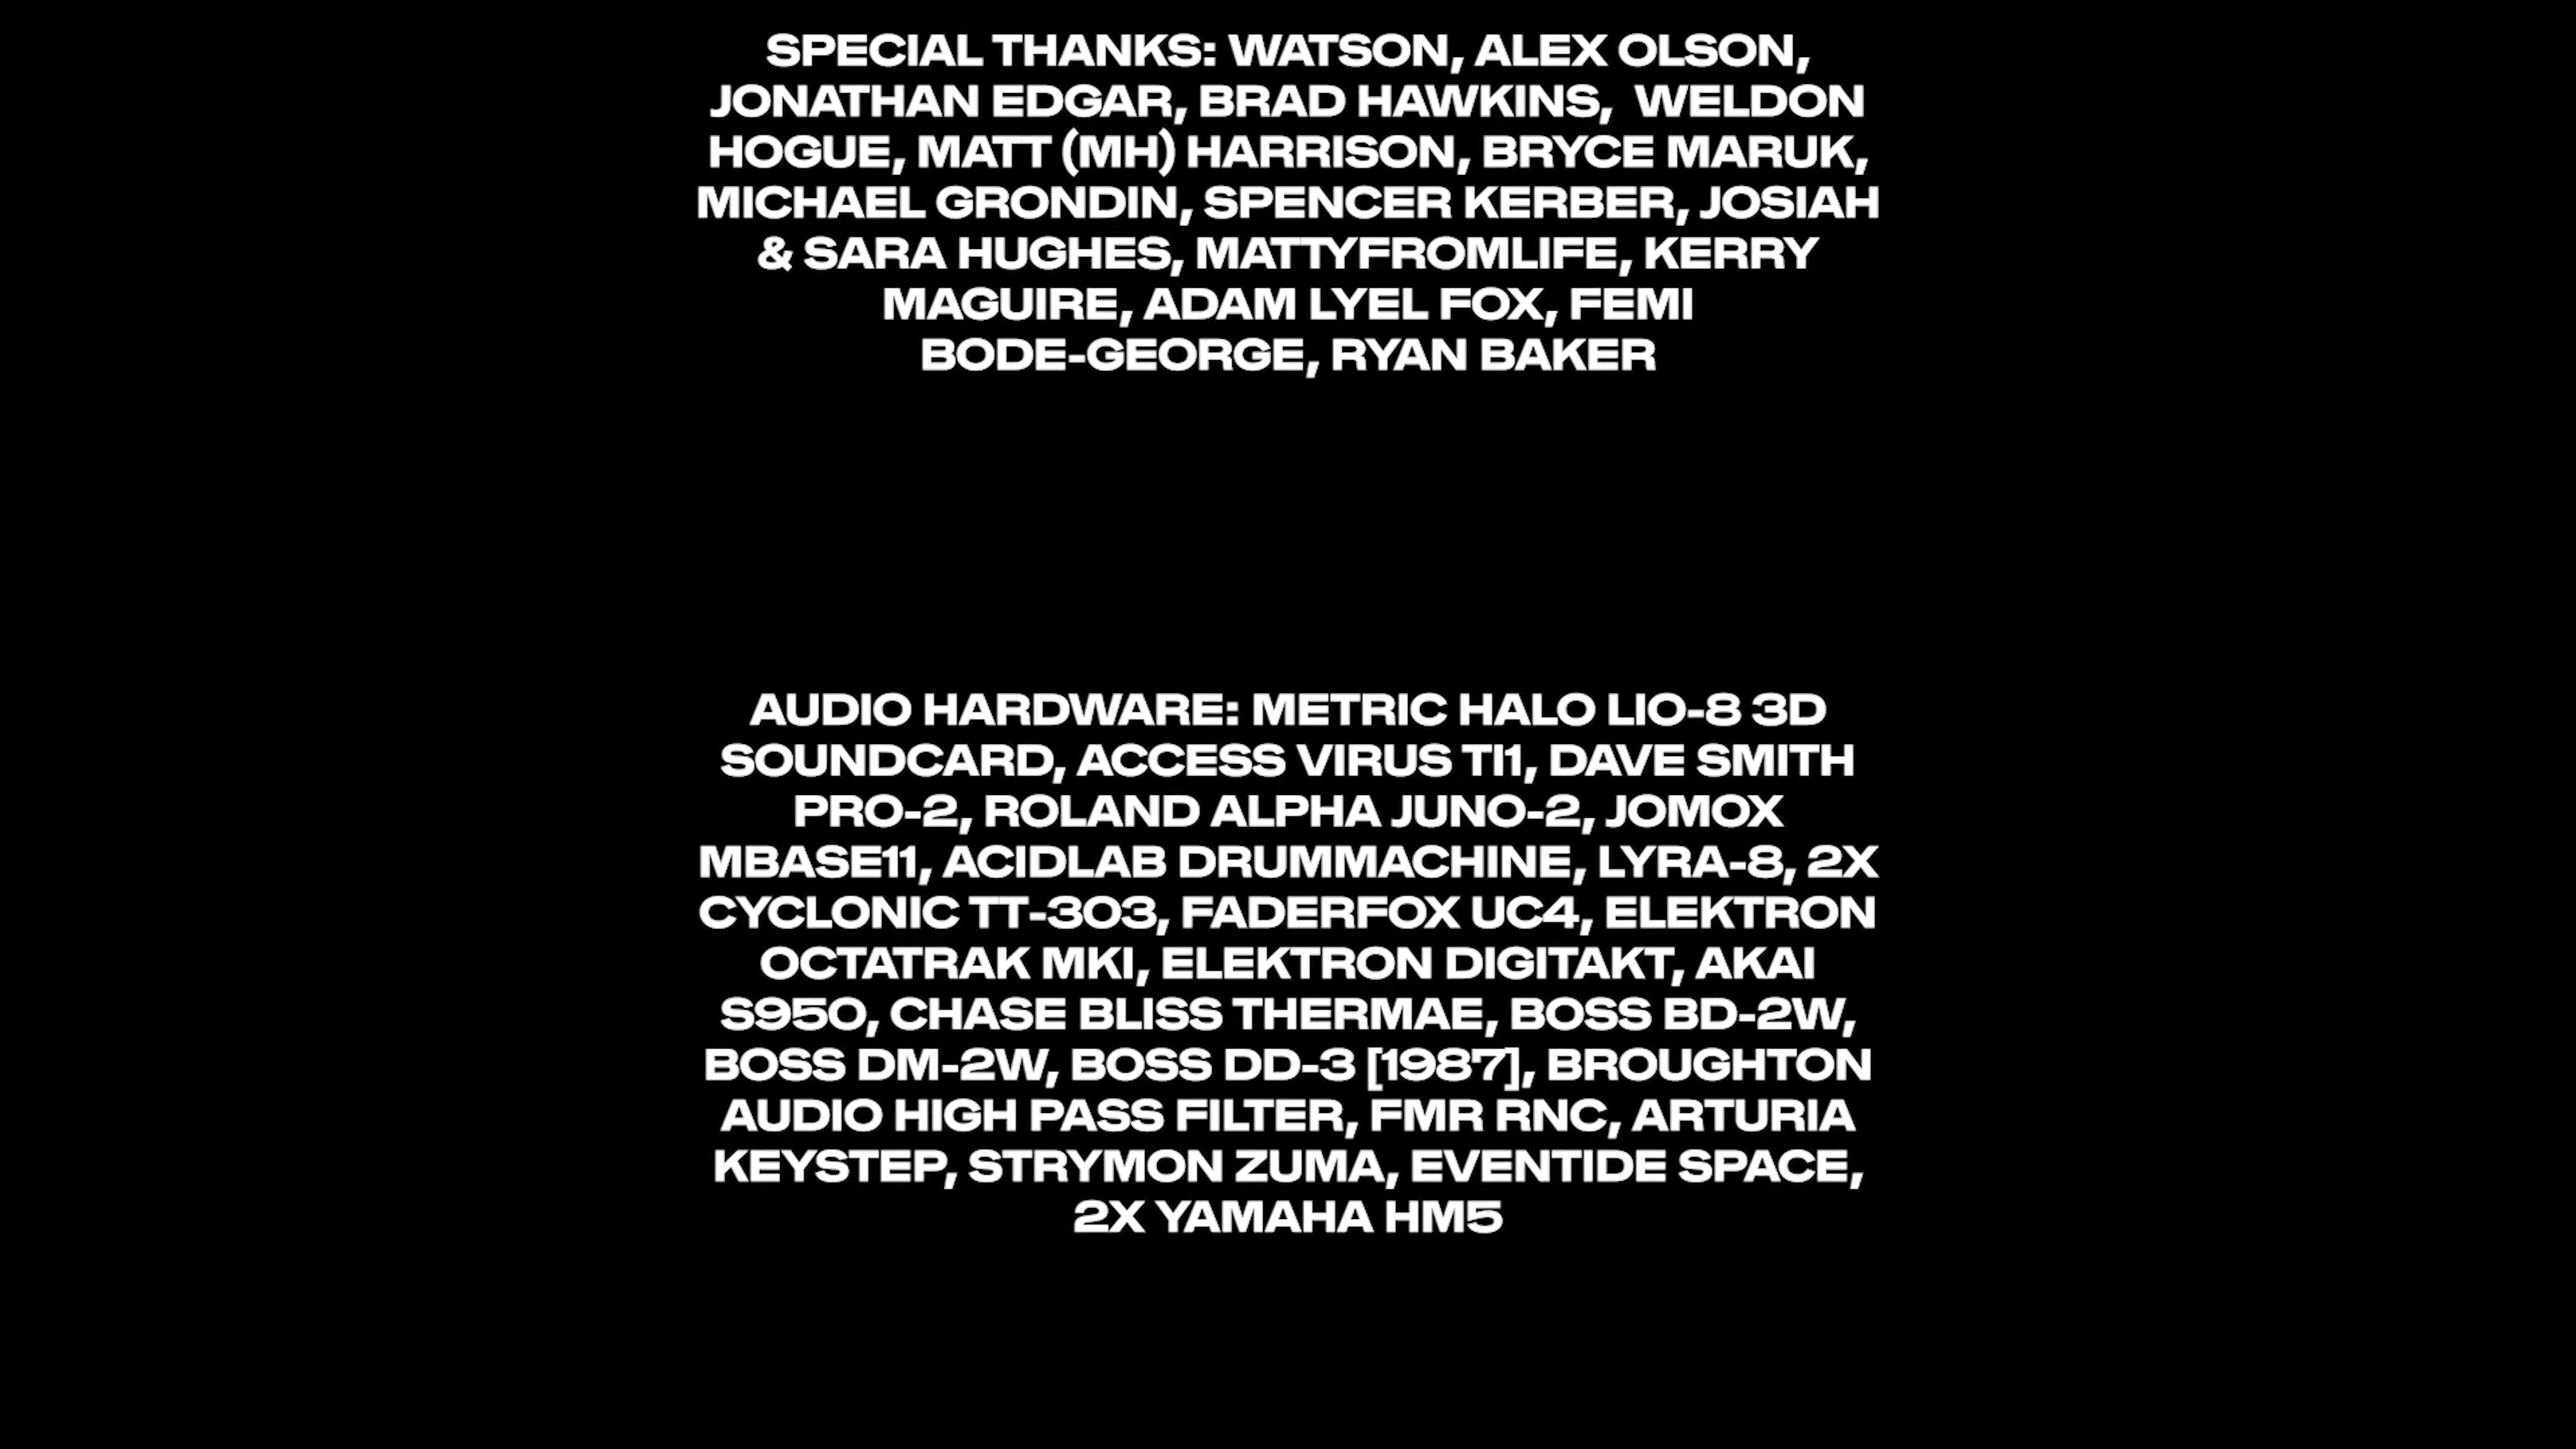 SPECIAL THANKS: WATSON, ALEX OLSON,
JONATHAN EDGAR, BRAD HAWKINS,  WELDON
HOGUE, MATT (MH) HARRISON, BRYCE MARUK,
MICHAEL GRONDIN, SPENCER KERBER, JOSIAH
& SARA HUGHES, MATTYFROMLIFE, KERRY
MAGUIRE, ADAM LYEL FOX, FEMI
BODE-GEORGE, RYAN BAKER
AUDIO HARDWARE: METRIC HALO LIO-8 3D
SOUNDCARD, ACCESS VIRUS TI1, DAVE SMITH
PRO-2, ROLAND ALPHA JUNO-2, JOMOX
MBASE11, ACIDLAB DRUMMACHINE, LYRA-8, 2X
CYCLONIC TT-303, FADERFOX UC4, ELEKTRON
OCTATRAK MKI, ELEKTRON DIGITAKT, AKAI
S950, CHASE BLISS THERMAE, BOSS BD-2W,
BOSS DM-2W, BOSS DD-3 [1987], BROUGHTON
AUDIO HIGH PASS FILTER, FMR RNC, ARTURIA
KEYSTEP, STRYMON ZUMA, EVENTIDE SPACE,
2X YAMAHA HM5